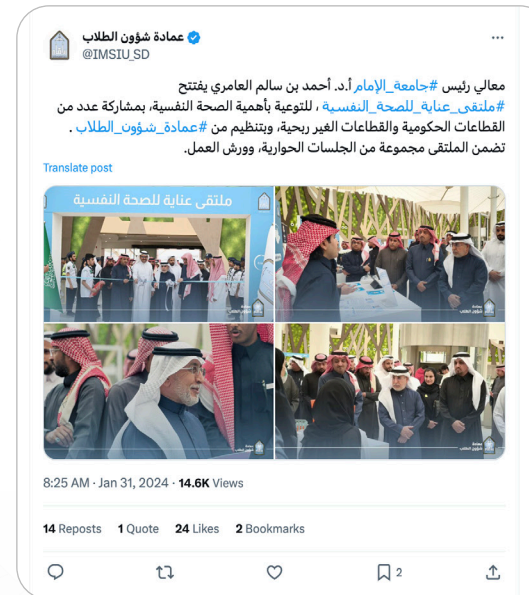 عمادة شؤون الطلاب
@IMSIU_SD
معالي رئيس #جامعة_الإمام أ.د. أحمد بن سالم العامري يفتتح
#ملتقى_عناية_للصحة_النفسية ، للتوعية بأهمية الصحة النفسية، بمشاركة عدد من
القطاعات الحكومية والقطاعات الغير ربحية، وبتنظيم من #عمادة_شؤون_الطلاب .
تضمن الملتقى مجموعة من الجلسات الحوارية، وورش العمل.
Translate post
ملتقى عناية للصحة النفسية
8:25 AM · Jan 31, 2024 · 14.6K Views
14 Reposts 1 Quote 24 Likes 2 Bookmarks
2